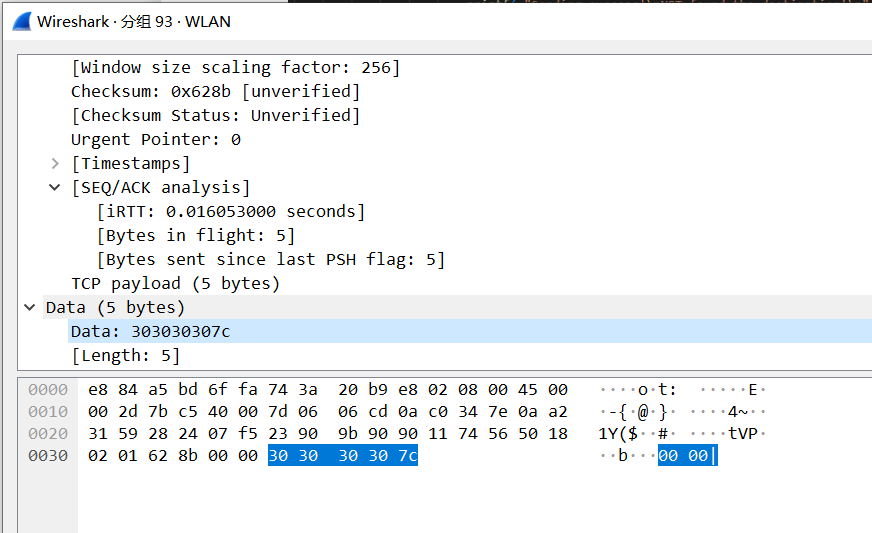 Wireshark · 分组 93 · WLAN
[Window size scaling factor: 256]
Checksum: 0x628b [unverified]
[Checksum Status: Unverified]
Urgent Pointer: 0
[Timestamps]
[SEQ/ACK analysis]
[iRTT: 0.016053000 seconds]
[Bytes in flight: 5]
[Bytes sent since last PSH flag: 5]
TCP payload (5 bytes)
Data (5 bytes)
Data: 303030307c
[Length: 5]
0000 e8 84 a5 bd 6f fa 74 3a 20 b9 e8 02 08 00 45 00 ····o·t: ·····E·
0010 00 2d 7b c5 40 00 7d 06 06 cd 0a c0 34 7e 0a a2 ·-{·@·}· ····4~··
0020 31 59 28 24 07 f5 23 90 9b 90 90 11 74 56 50 18 1Y($··#· ····tVP·
0030 02 01 62 8b 00 00 30 30 30 30 7c ··b···00 00|